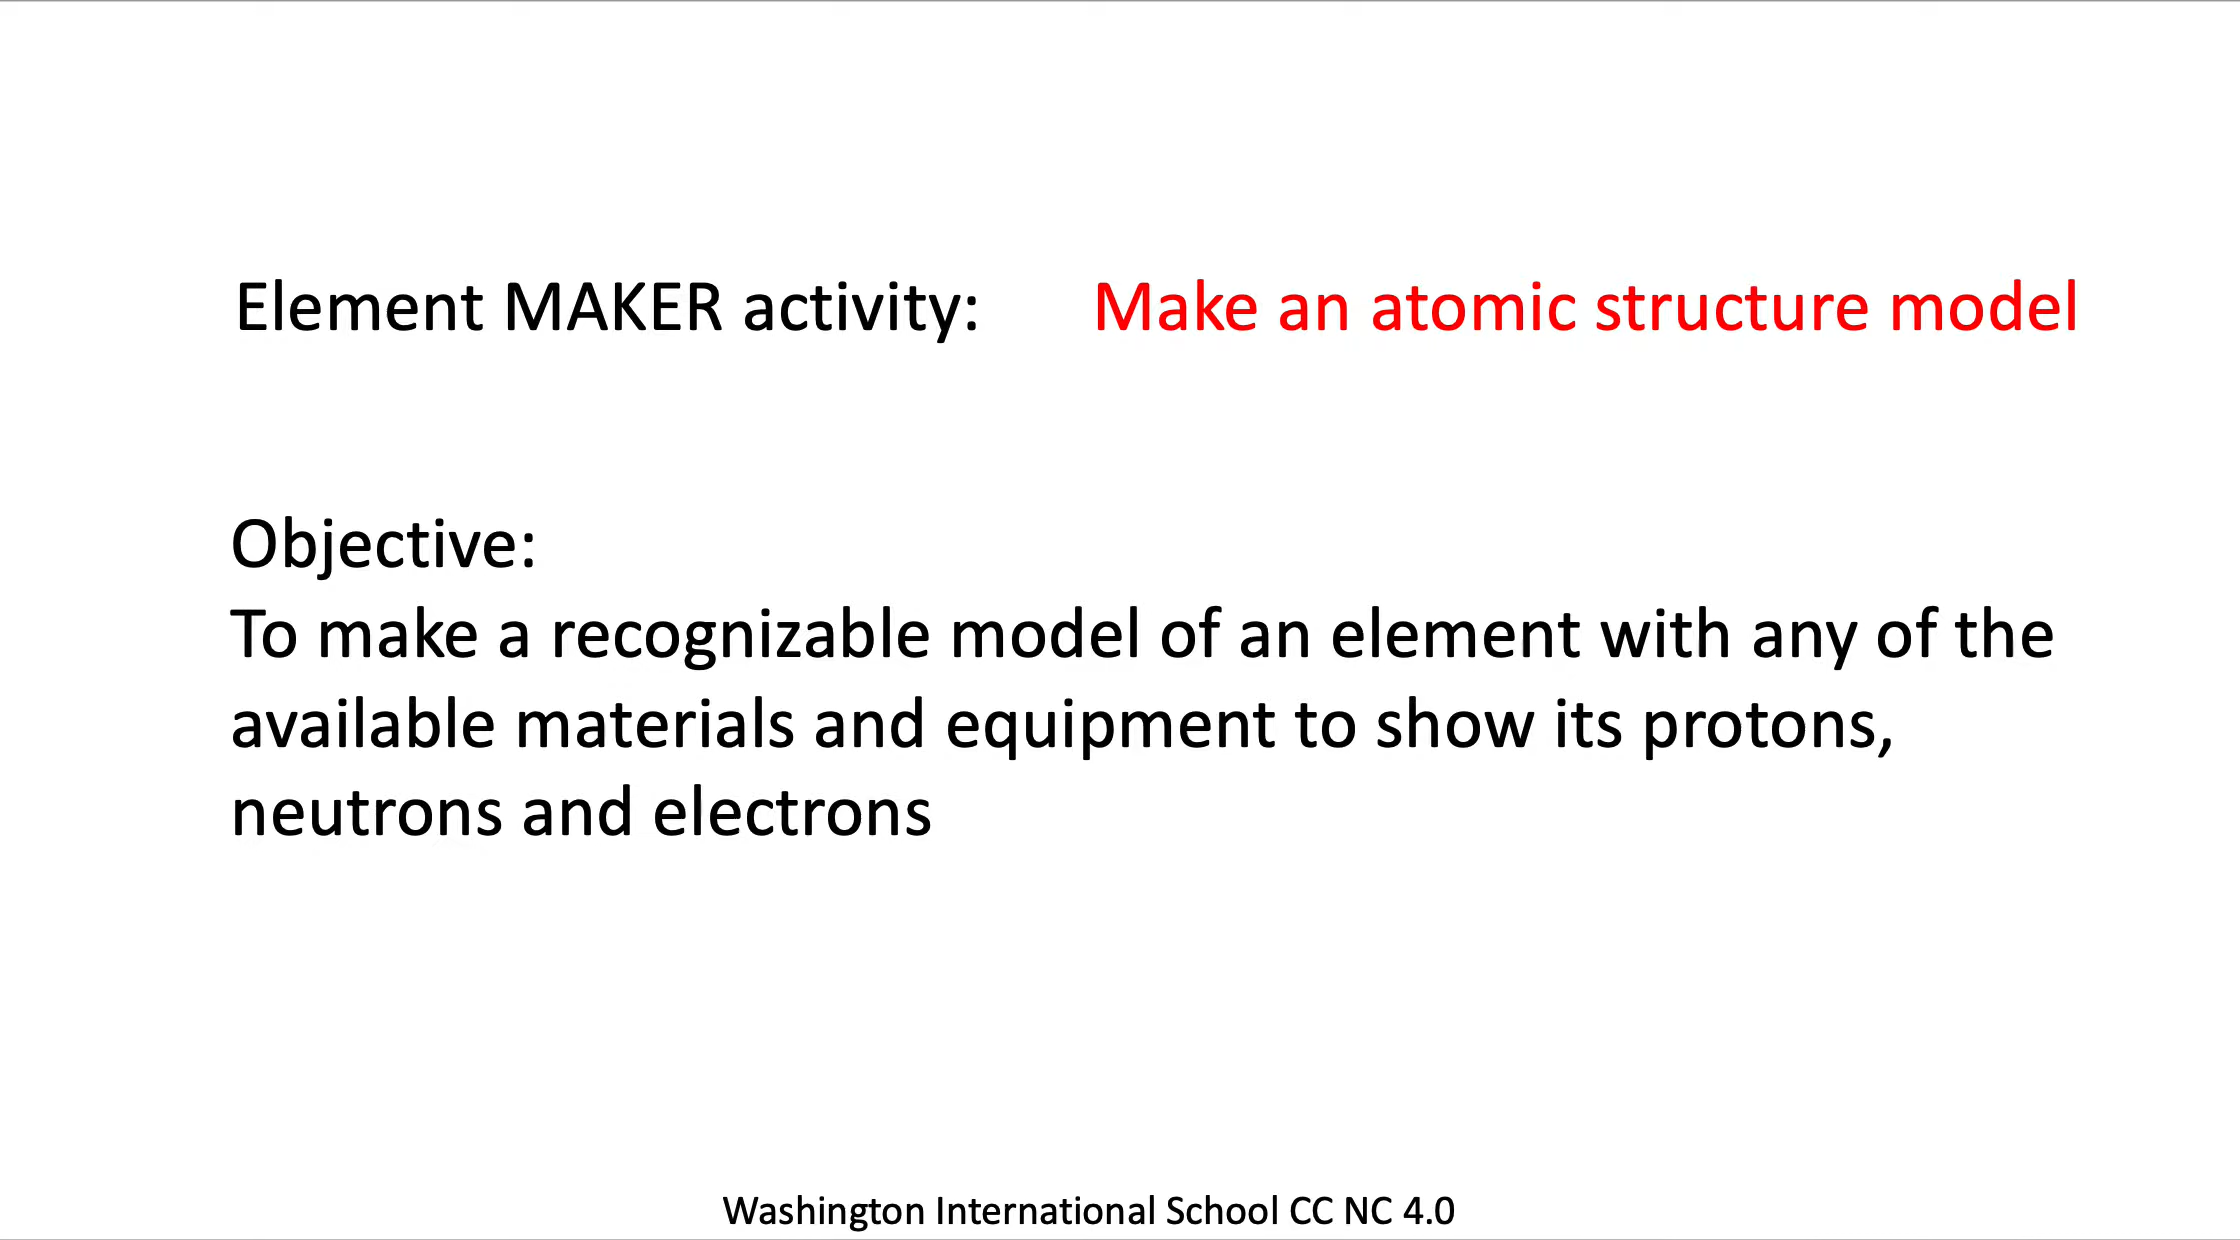 Element MAKER activity: Make an atomic structure model
Objective:
To make a recognizable model of an element with any of the
available materials and equipment to show its protons,
neutrons and electrons
Washington International School CC NC 4.0